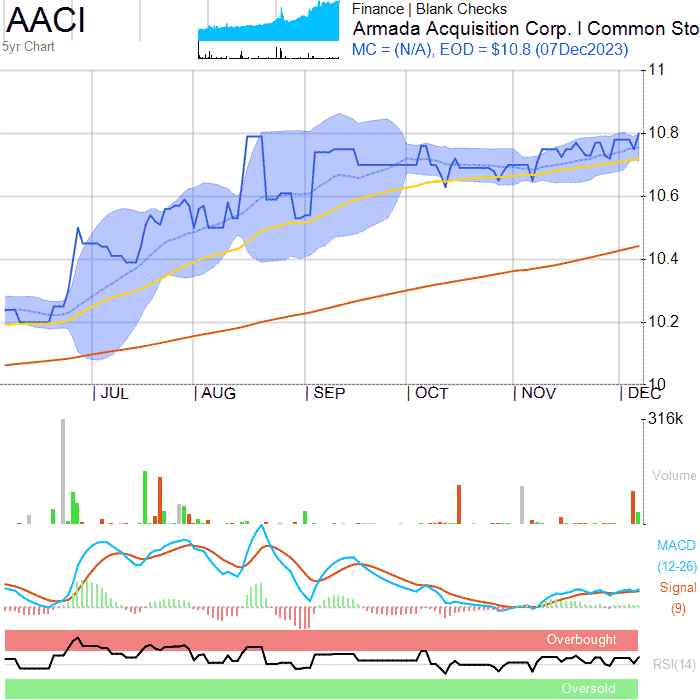 AACI
5yr Chart
Finance | Blank Checks
Armada Acquisition Corp. I Common Sto
MC = (N/A), EOD = $10.8 (07Dec2023)
11
10.8
10.6
10.4
10.2
10
JUL
AUG
SEP
OCT
NOV
DEC
316k
Volume
MACD
(12-26)
Signal
(9)
Overbought
RSI(14)
Oversold